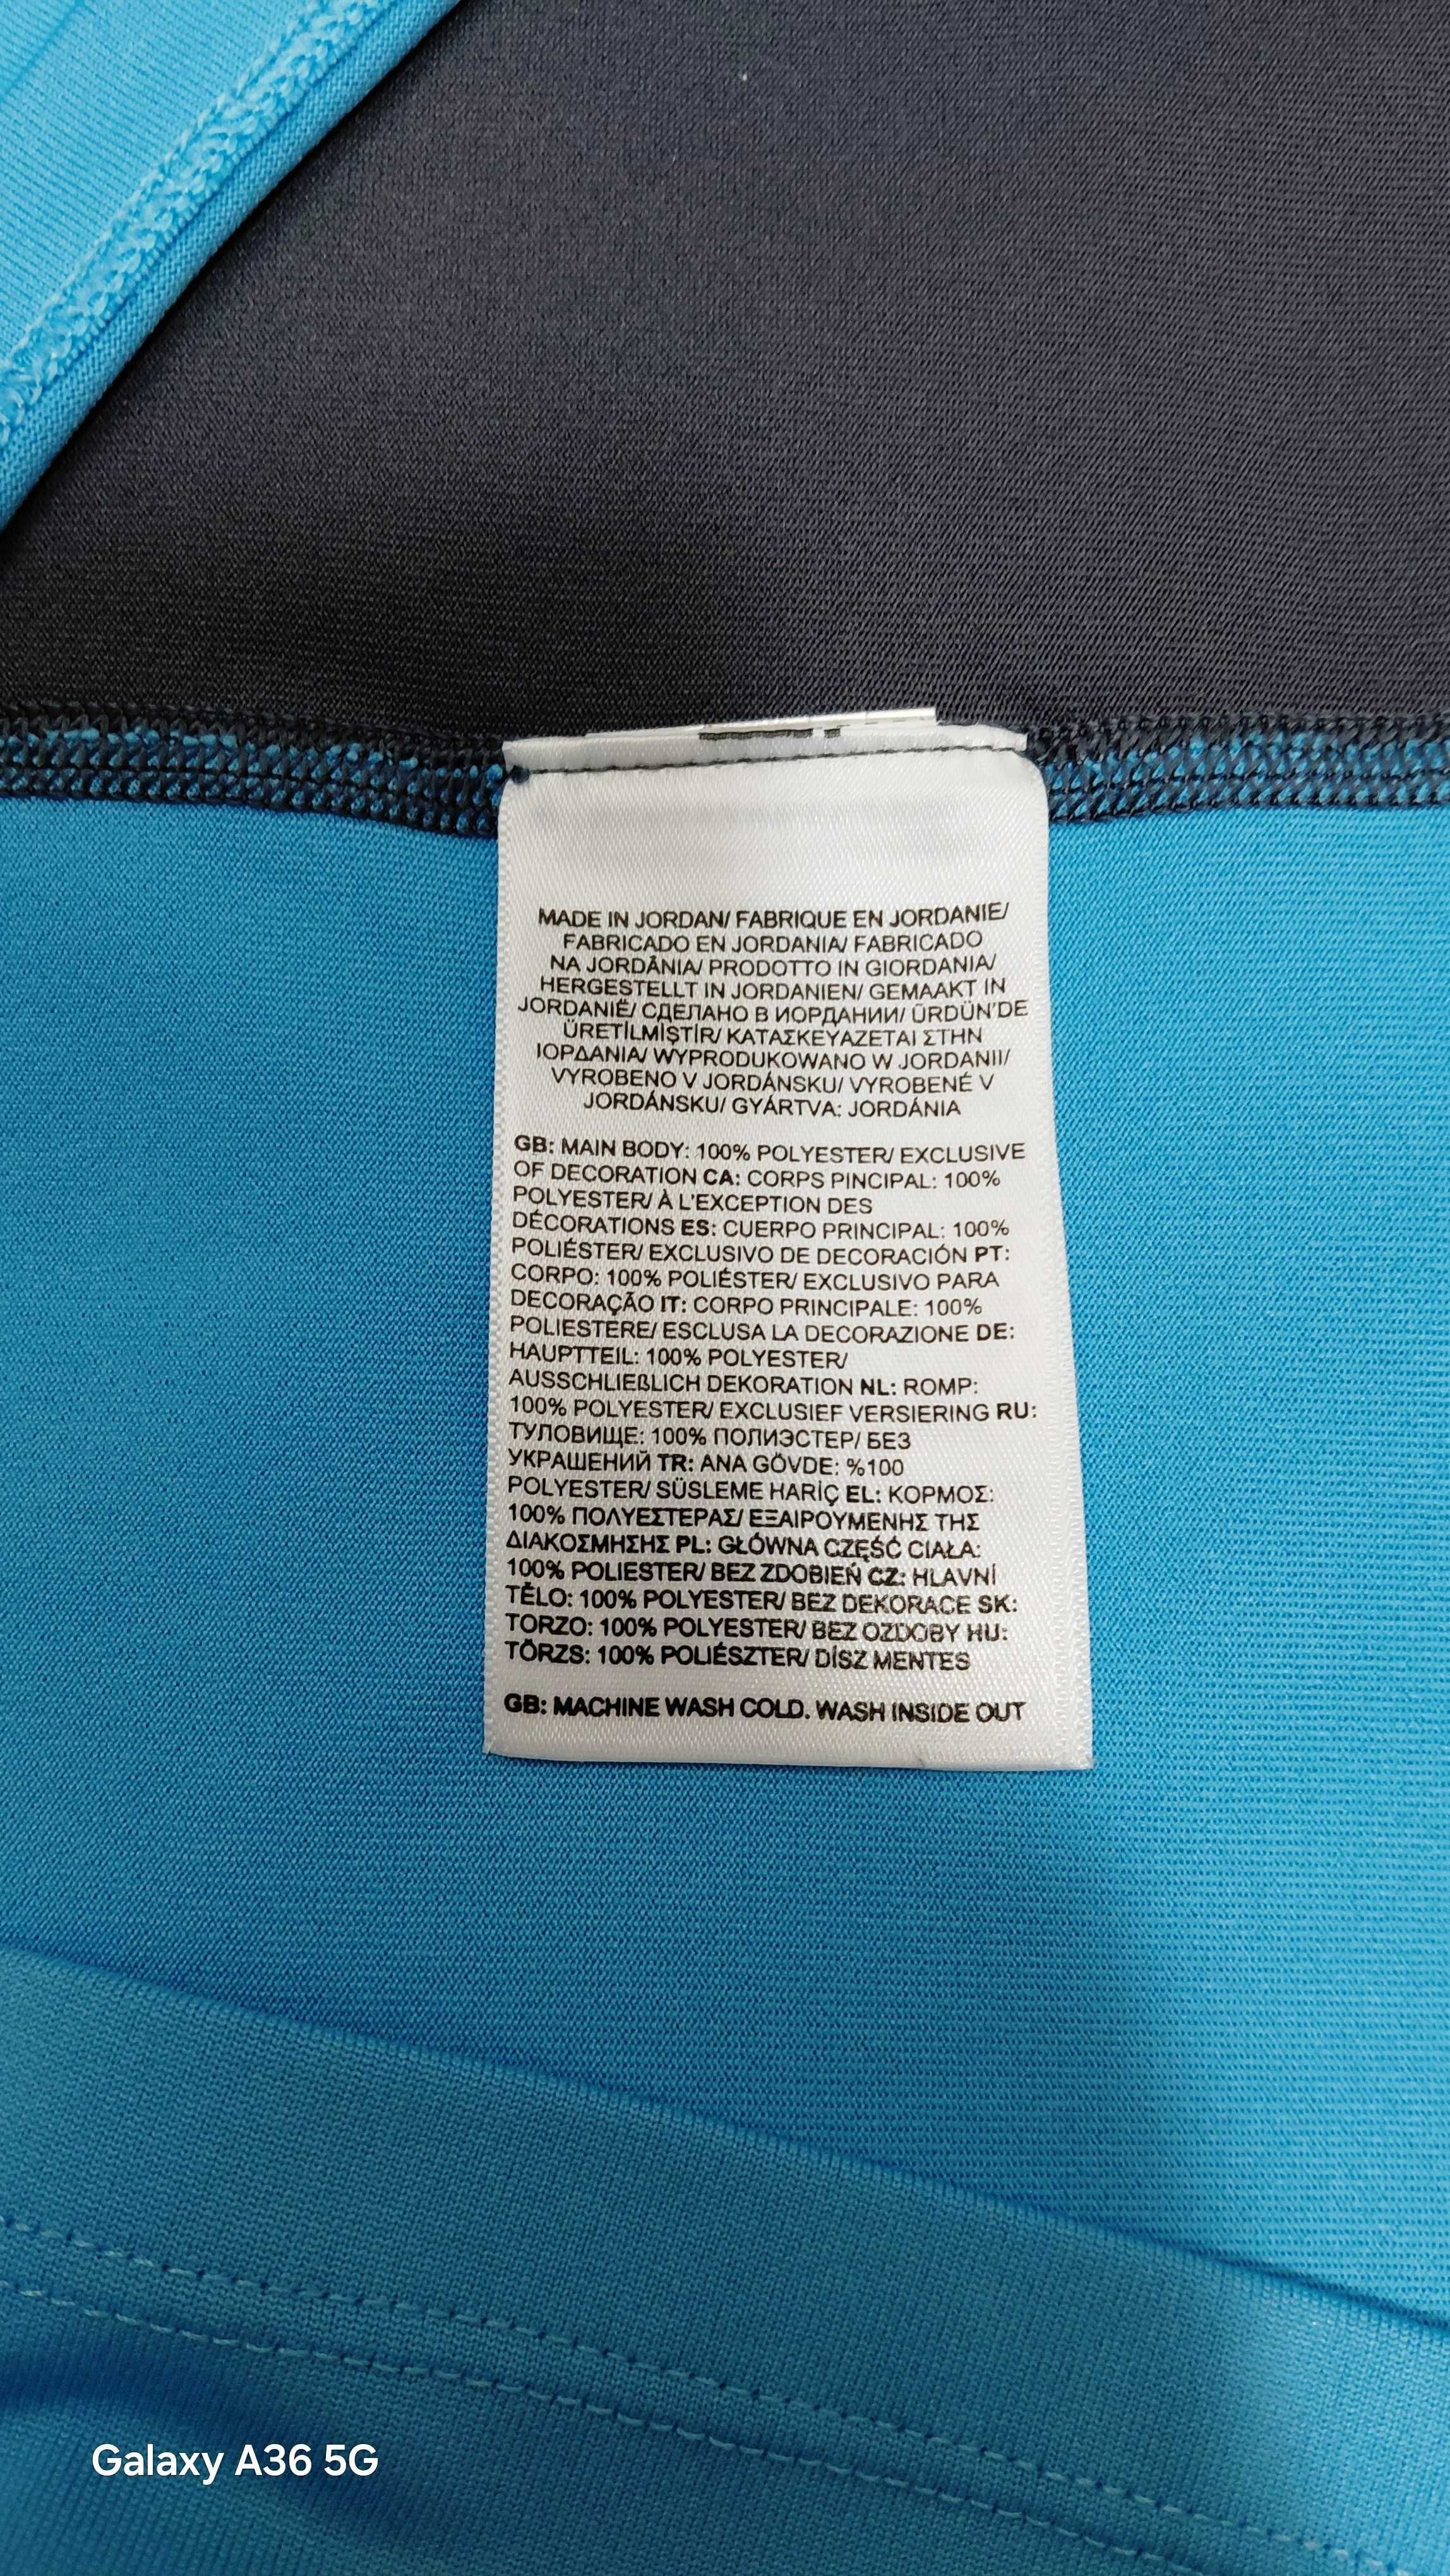 MADE IN JORDAN/ FABRIQUE EN JORDANIE/
FABRICADO EN JORDANIA/ FABRICADO
NA JORDÂNIA/ PRODOTTO IN GIORDANIA/
HERGESTELLT IN JORDANIEN/ GEMAAKT IN
JORDANIË/ СДЕЛАНО В ИОРДАНИИ/ ÜRDÜN'DE
ÜRETİLMİŞTİR/ ΚΑΤΑΣΚΕΥΑΖΕΤΑΙ ΣΤΗΝ
ΙΟΡΔΑΝΙΑ/ WYPRODUKOWANO W JORDANII/
VYROBENO V JORDÁNSKU/ VYROBENÉ V
JORDÁNSKU/ GYÁRTVA: JORDÁNIA
GB: MAIN BODY: 100% POLYESTER/ EXCLUSIVE
OF DECORATION CA: CORPS PINCIPAL: 100%
POLYESTER/ À L'EXCEPTION DES
DÉCORATIONS ES: CUERPO PRINCIPAL: 100%
POLIÉSTER/ EXCLUSIVO DE DECORACIÓN PT:
CORPO: 100% POLIÉSTER/ EXCLUSIVO PARA
DECORAÇÃO IT: CORPO PRINCIPALE: 100%
POLIESTERE/ ESCLUSA LA DECORAZIONE DE:
HAUPTTEIL: 100% POLYESTER/
AUSSCHLIEßLICH DEKORATION NL: ROMP:
100% POLYESTER/ EXCLUSIEF VERSIERING RU:
ТУЛОВИЩЕ: 100% ПОЛИЭСТЕР/ БЕЗ
УКРАШЕНИЙ TR: ANA GÖVDE: %100
POLYESTER/ SÜSLEME HARİÇ EL: ΚΟΡΜΟΣ:
100% ΠΟΛΥΕΣΤΕΡΑΣ/ ΕΞΑΙΡΟΥΜΕΝΗΣ ΤΗΣ
ΔΙΑΚΟΣΜΗΣΗΣ PL: GŁÓWNA CZĘŚĆ CIAŁA:
100% POLIESTER/ BEZ ZDOBIEŃ CZ: HLAVNÍ
TĚLO: 100% POLYESTER/ BEZ DEKORACE SK:
TORZO: 100% POLYESTER/ BEZ OZDOBY HU:
TÖRZS: 100% POLIÉSZTER/ DÍSZ MENTES
GB: MACHINE WASH COLD. WASH INSIDE OUT
Galaxy A36 5G